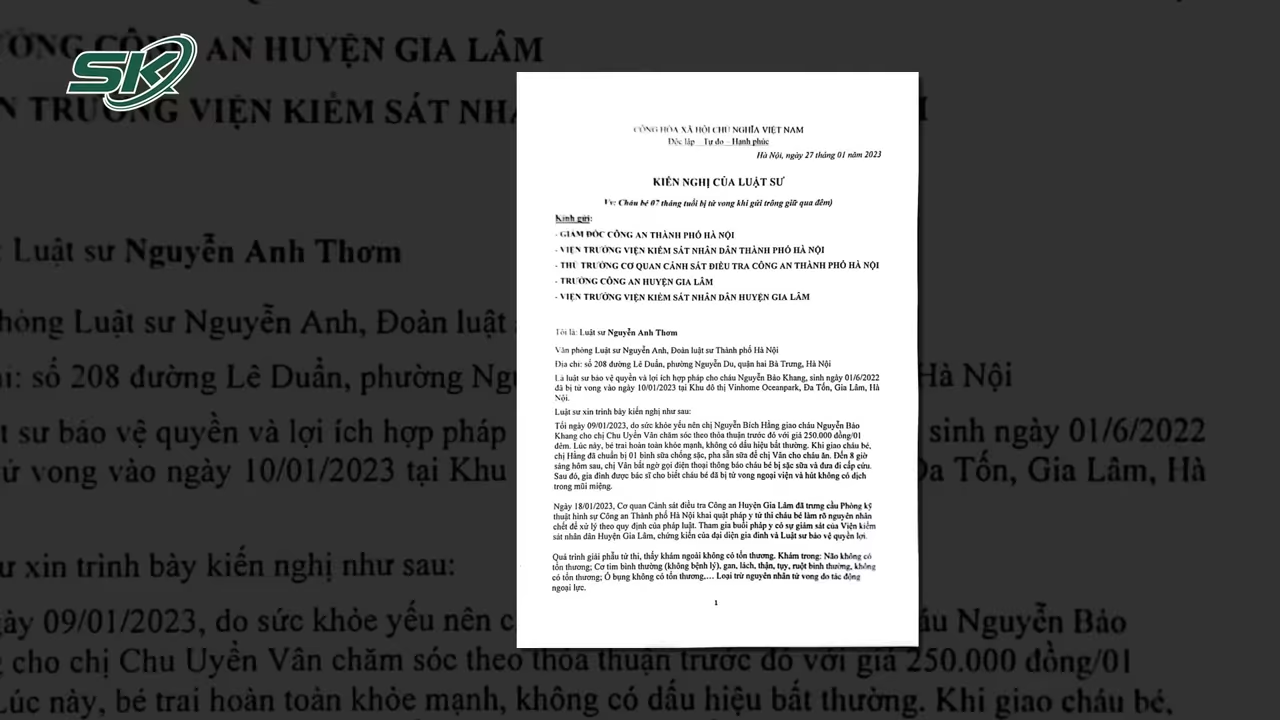 SK
ƯỞNG CÔNG AN HUYỆN GIA LÂM
N TRƯỞNG VIỆN KIỂM SÁT NHÂ
Luật sư Nguyễn Anh Thơm
phòng Luật sư Nguyễn Anh, Đoàn luật s
hỉ: số 208 đường Lê Duẩn, phường Ng
Hà Nội
t sư bảo vệ quyền và lợi ích hợp pháp
sinh ngày 01/6/2022
tử vong vào ngày 10/01/2023 tại Khu
Đa Tốn, Gia Lâm, Hà
ư xin trình bày kiến nghị như sau:
gày 09/01/2023, do sức khỏe yếu nên c
áu Nguyễn Bảo
g cho chị Chu Uyển Vân chăm sóc theo thỏa thuận trước đó với giá 250.000 đồng/01
Lúc này, bé trai hoàn toàn khỏe mạnh, không có dấu hiệu bất thường. Khi giao cháu bé,
CỘNG HÒA XÃ HỘI CHỦ NGHĨA VIỆT NAM
Độc lập – Tự do – Hạnh phúc
Hà Nội, ngày 27 tháng 01 năm 2023
KIẾN NGHỊ CỦA LUẬT SƯ
Vv: Cháu bé 07 tháng tuổi bị tử vong khi gửi trông giữ qua đêm)
Kính gửi:
- GIÁM ĐỐC CÔNG AN THÀNH PHỐ HÀ NỘI
- VIỆN TRƯỞNG VIỆN KIỂM SÁT NHÂN DÂN THÀNH PHỐ HÀ NỘI
- THỦ TRƯỞNG CƠ QUAN CẢNH SÁT ĐIỀU TRA CÔNG AN THÀNH PHỐ HÀ NỘI
- TRƯỞNG CÔNG AN HUYỆN GIA LÂM
- VIỆN TRƯỞNG VIỆN KIỂM SÁT NHÂN DÂN HUYỆN GIA LÂM
Tôi là: Luật sư Nguyễn Anh Thơm
Văn phòng Luật sư Nguyễn Anh, Đoàn luật sư Thành phố Hà Nội
Địa chỉ: số 208 đường Lê Duẩn, phường Nguyễn Du, quận hai Bà Trưng, Hà Nội
Là luật sư bảo vệ quyền và lợi ích hợp pháp cho cháu Nguyễn Bảo Khang, sinh ngày 01/6/2022
đã bị tử vong vào ngày 10/01/2023 tại Khu đô thị Vinhome Oceanpark, Đa Tốn, Gia Lâm, Hà
Nội.
Luật sư xin trình bày kiến nghị như sau:
Tối ngày 09/01/2023, do sức khỏe yếu nên chị Nguyễn Bích Hằng giao cháu Nguyễn Bảo
Khang cho chị Chu Uyển Vân chăm sóc theo thỏa thuận trước đó với giá 250.000 đồng/01
đêm. Lúc này, bé trai hoàn toàn khỏe mạnh, không có dấu hiệu bất thường. Khi giao cháu bé,
chị Hằng đã chuẩn bị 01 bình sữa chống sặc, pha sẵn sữa để chị Vân cho cháu ăn. Đến 8 giờ
sáng hôm sau, chị Vân bất ngờ gọi điện thoại thông báo cháu bé bị sặc sữa và đưa đi cấp cứu.
Sau đó, gia đình được bác sĩ cho biết cháu bé đã bị tử vong ngoại viện và hút không có dịch
trong mũi miệng.
Ngày 18/01/2023, Cơ quan Cảnh sát điều tra Công an Huyện Gia Lâm đã trưng cầu Phòng kỹ
thuật hình sự Công an Thành phố Hà Nội khai quật pháp y tử thi cháu bé làm rõ nguyên nhân
chết để xử lý theo quy định của pháp luật. Tham gia buổi pháp y có sự giám sát của Viện kiểm
sát nhân dân Huyện Gia Lâm, chứng kiến của đại diện gia đình và Luật sư bảo vệ quyền lợi.
Quá trình giải phẫu tử thi, thấy khám ngoài không có tổn thương. Khám trong: Não không có
tổn thương; Cơ tim bình thường (không bệnh lý), gan, lách, thận, tụy, ruột bình thường, không
có tổn thương; Ổ bụng không có tổn thương,... Loại trừ nguyên nhân tử vong do tác động
ngoại lực.
1